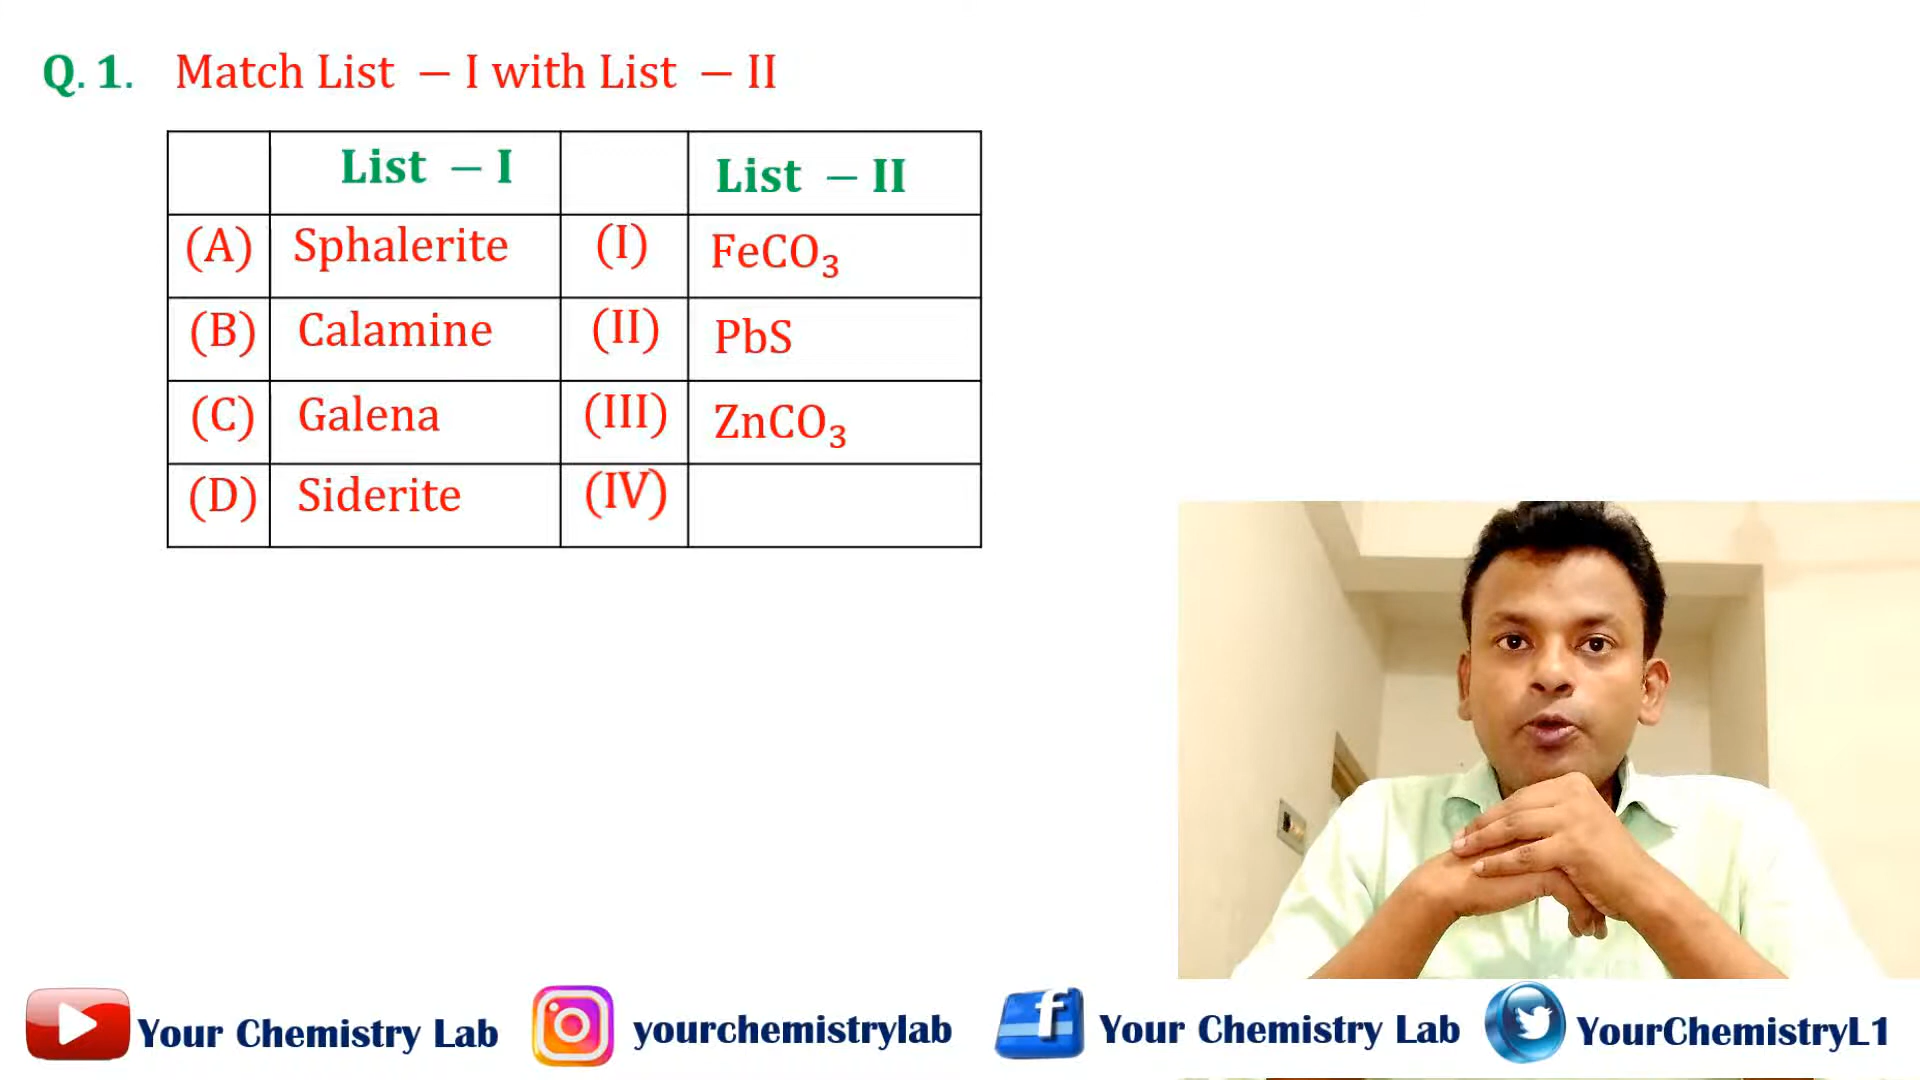 Q. 1. Match List – I with List – II
List – I List – II
(A) Sphalerite (I) FeCO₃
(B) Calamine (II) PbS
(C) Galena (III) ZnCO₃
(D) Siderite (IV)
Your Chemistry Lab yourchemistrylab Your Chemistry Lab YourChemistryL1